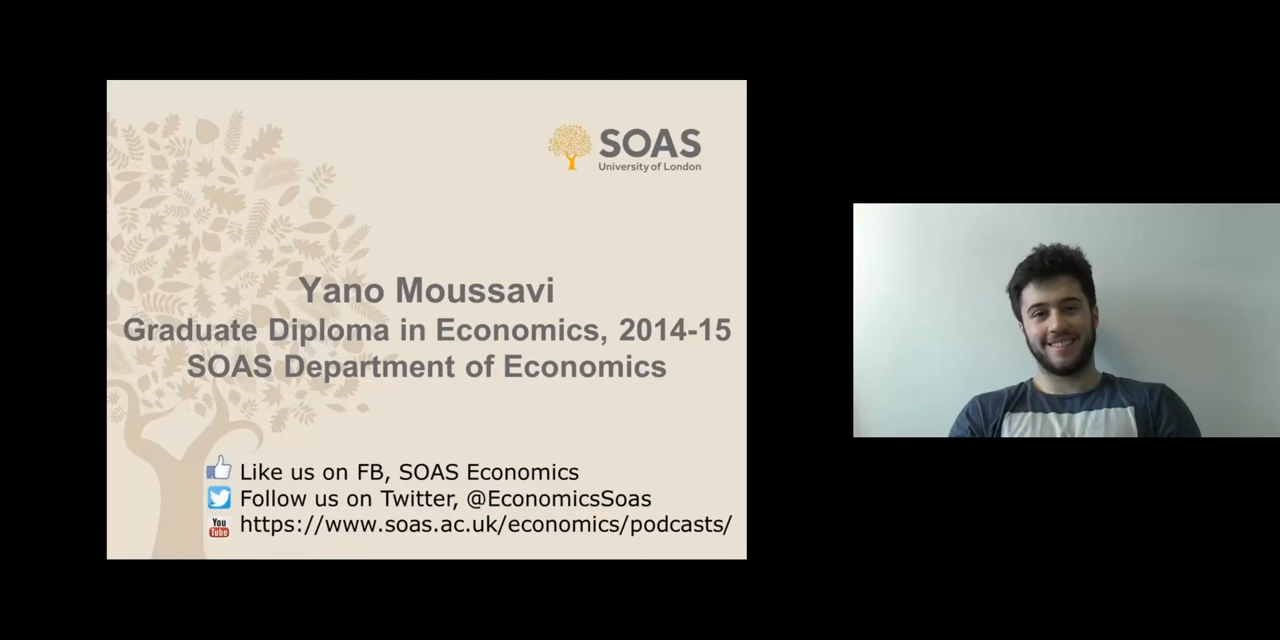 SOAS
University of London
Yano Moussavi
Graduate Diploma in Economics, 2014-15
SOAS Department of Economics
Like us on FB, SOAS Economics
Follow us on Twitter, @EconomicsSoas
You
Tube
https://www.soas.ac.uk/economics/podcasts/